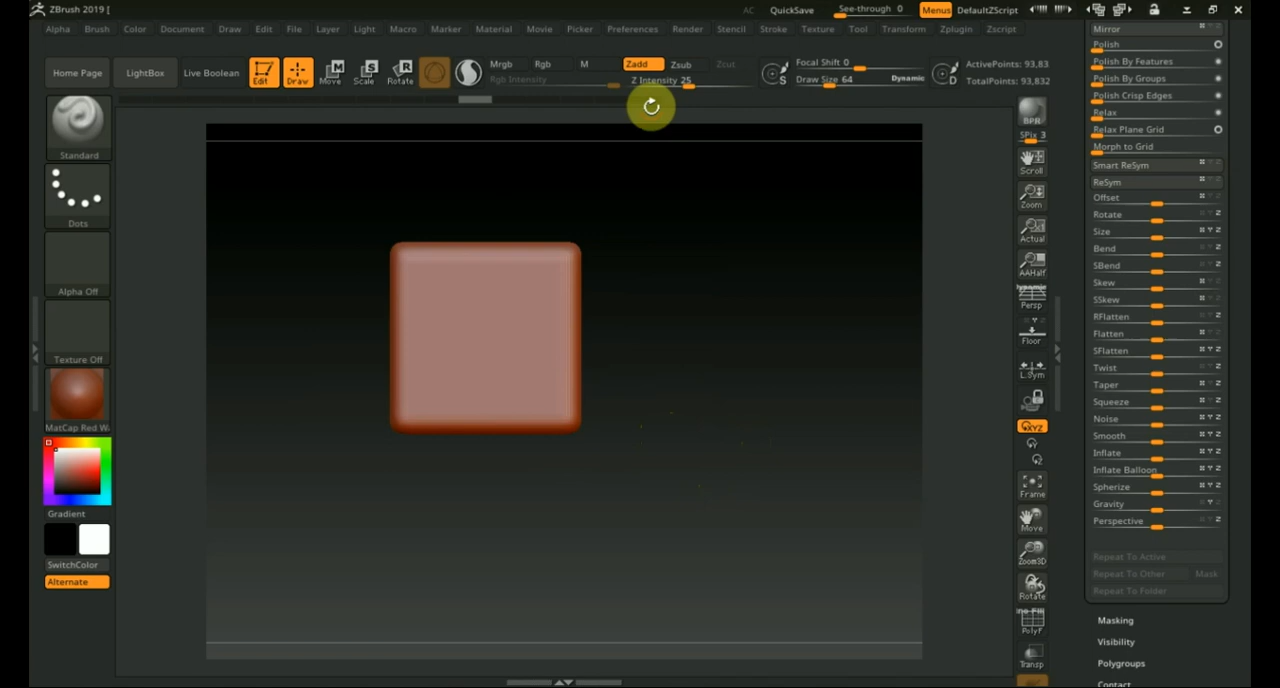 ZBrush 2019 [
AC QuickSave See-through 0 Menus DefaultZScript
Alpha Brush Color Document Draw Edit File Layer Light Macro Marker Material Movie Picker Preferences Render Stencil Stroke Texture Tool Transform Zplugin Zscript
Home Page LightBox Live Boolean Edit Draw Move Scale Rotate
Mrgb Rgb M Zadd Zsub Zcut
Rgb Intensity Z Intensity 25
Focal Shift 0
Draw Size 64 Dynamic
S
D
ActivePoints: 93,83
TotalPoints: 93,832
Standard
Dots
Alpha Off
Texture Off
MatCap Red W
Gradient
SwitchColor
Alternate
BPR
SPix 3
Scroll
Zoom
Actual
AAHalf
Dynamic
Persp
Floor
L.Sym
XYZ
Frame
Move
Zoom3D
Rotate
PolyF
Transp
Mirror
Polish
Polish By Features
Polish By Groups
Polish Crisp Edges
Relax
Relax Plane Grid
Morph to Grid
Smart ReSym
ReSym
Offset
Rotate
Size
Bend
SBend
Skew
SSkew
RFlatten
Flatten
SFlatten
Twist
Taper
Squeeze
Noise
Smooth
Inflate
Inflate Balloon
Spherize
Gravity
Perspective
Repeat To Active
Repeat To Other Mask
Repeat To Folder
Masking
Visibility
Polygroups
Contact